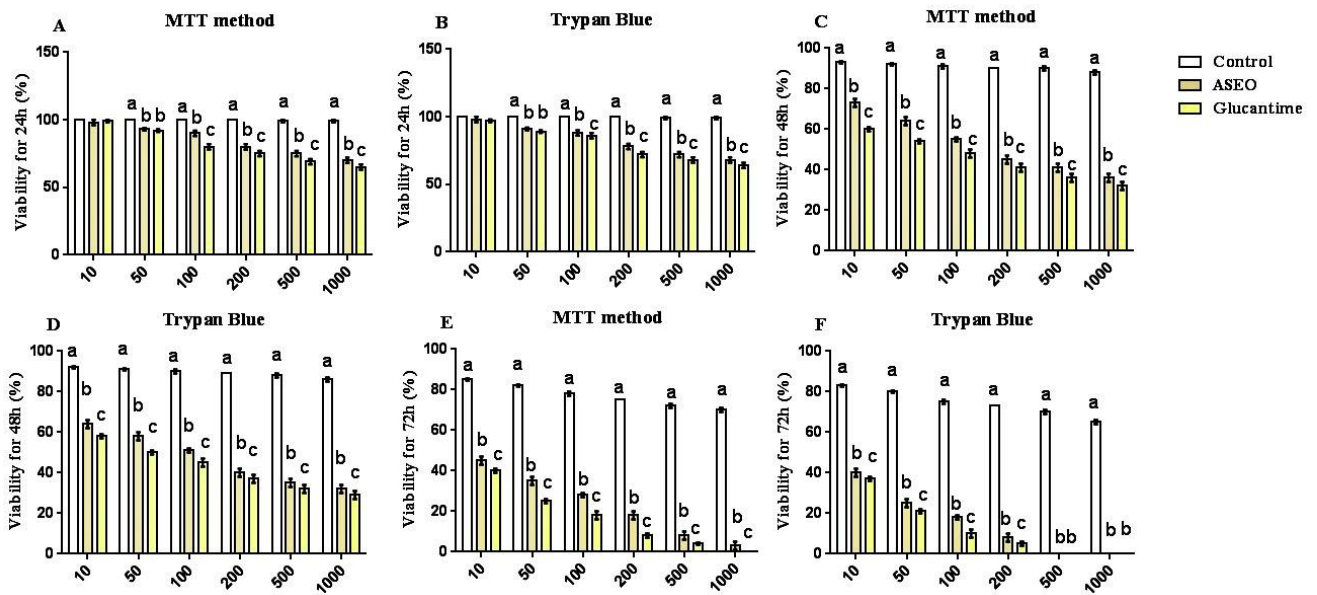 A
MTT method
Viability for 24h (%)
150
100
50
0
a b b
a b c
a b c
a b c
a b c
10 50 100 200 500 1000
B
Trypan Blue
Viability for 24h (%)
150
100
50
0
a b b
a b c
a b c
a b c
a b c
10 50 100 200 500 1000
C
MTT method
Viability for 48h (%)
100
80
60
40
20
0
a b c
a b c
a b c
a b c
a b c
a b c
10 50 100 200 500 1000
Control
ASEO
Glucantime
D
Trypan Blue
Viability for 48h (%)
100
80
60
40
20
0
a b c
a b c
a b c
a b c
a b c
a b c
10 50 100 200 500 1000
E
MTT method
Viability for 72h (%)
100
80
60
40
20
0
a b c
a b c
a b c
a b c
a b c
a b c
10 50 100 200 500 1000
F
Trypan Blue
Viability for 72h (%)
100
80
60
40
20
0
a b c
a b c
a b c
a b c
a bb
a b b
10 50 100 200 500 1000